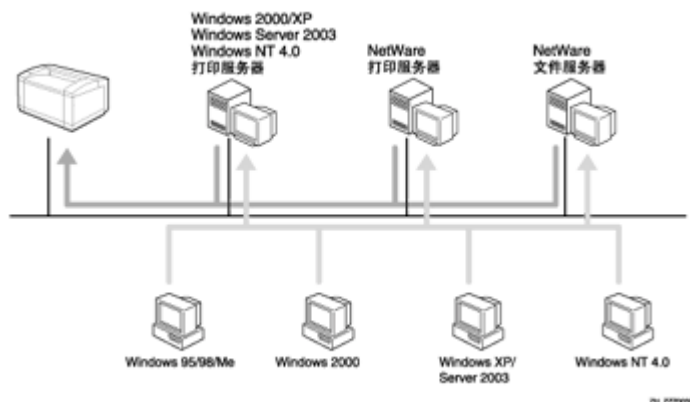 Windows 2000/XP
Windows Server 2003
Windows NT 4.0
打印服务器
NetWare
打印服务器
NetWare
文件服务器
Windows 95/98/Me
Windows 2000
Windows XP/
Server 2003
Windows NT 4.0